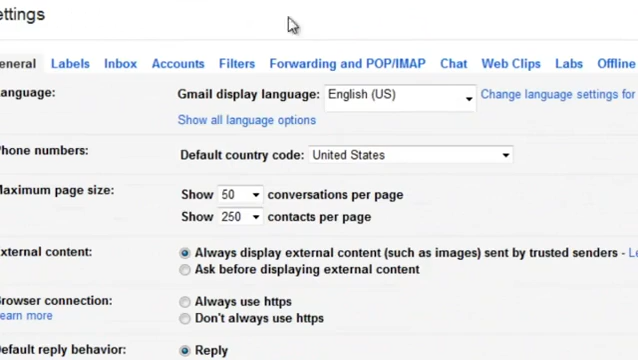 ettings
eneral Labels Inbox Accounts Filters Forwarding and POP/IMAP Chat Web Clips Labs Offline
anguage: Gmail display language: English (US) Change language settings for
Show all language options
hone numbers: Default country code: United States
aximum page size: Show 50 conversations per page
Show 250 contacts per page
xternal content: Always display external content (such as images) sent by trusted senders - Le
Ask before displaying external content
rowser connection: Always use https
earn more Don't always use https
efault reply behavior: Reply